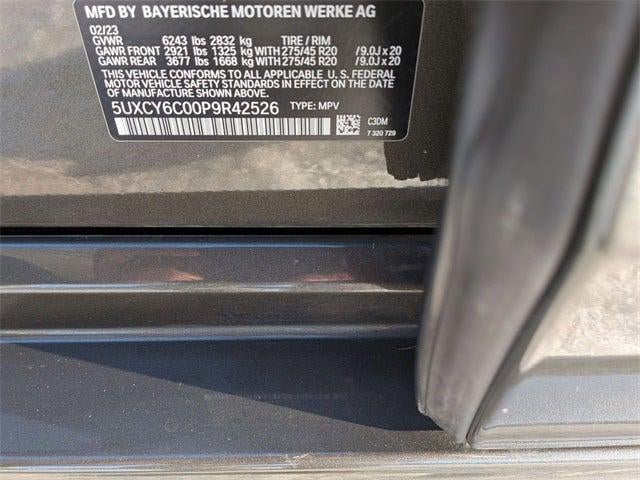 MFD BY BAYERISCHE MOTOREN WERKE AG
02/23
GVWR 6243 lbs 2832 kg TIRE / RIM
GAWR FRONT 2921 lbs 1325 kg WITH 275/45 R20 /9.0J x 20
GAWR REAR 3677 lbs 1668 kg WITH 275/45 R20 /9.0J x 20
THIS VEHICLE CONFORMS TO ALL APPLICABLE U. S. FEDERAL
MOTOR VEHICLE SAFETY STANDARDS IN EFFECT ON THE DATE
OF MANUFACTURE SHOWN ABOVE.
5UXCY6C00P9R42526 TYPE: MPV
C3DM
7 320 729